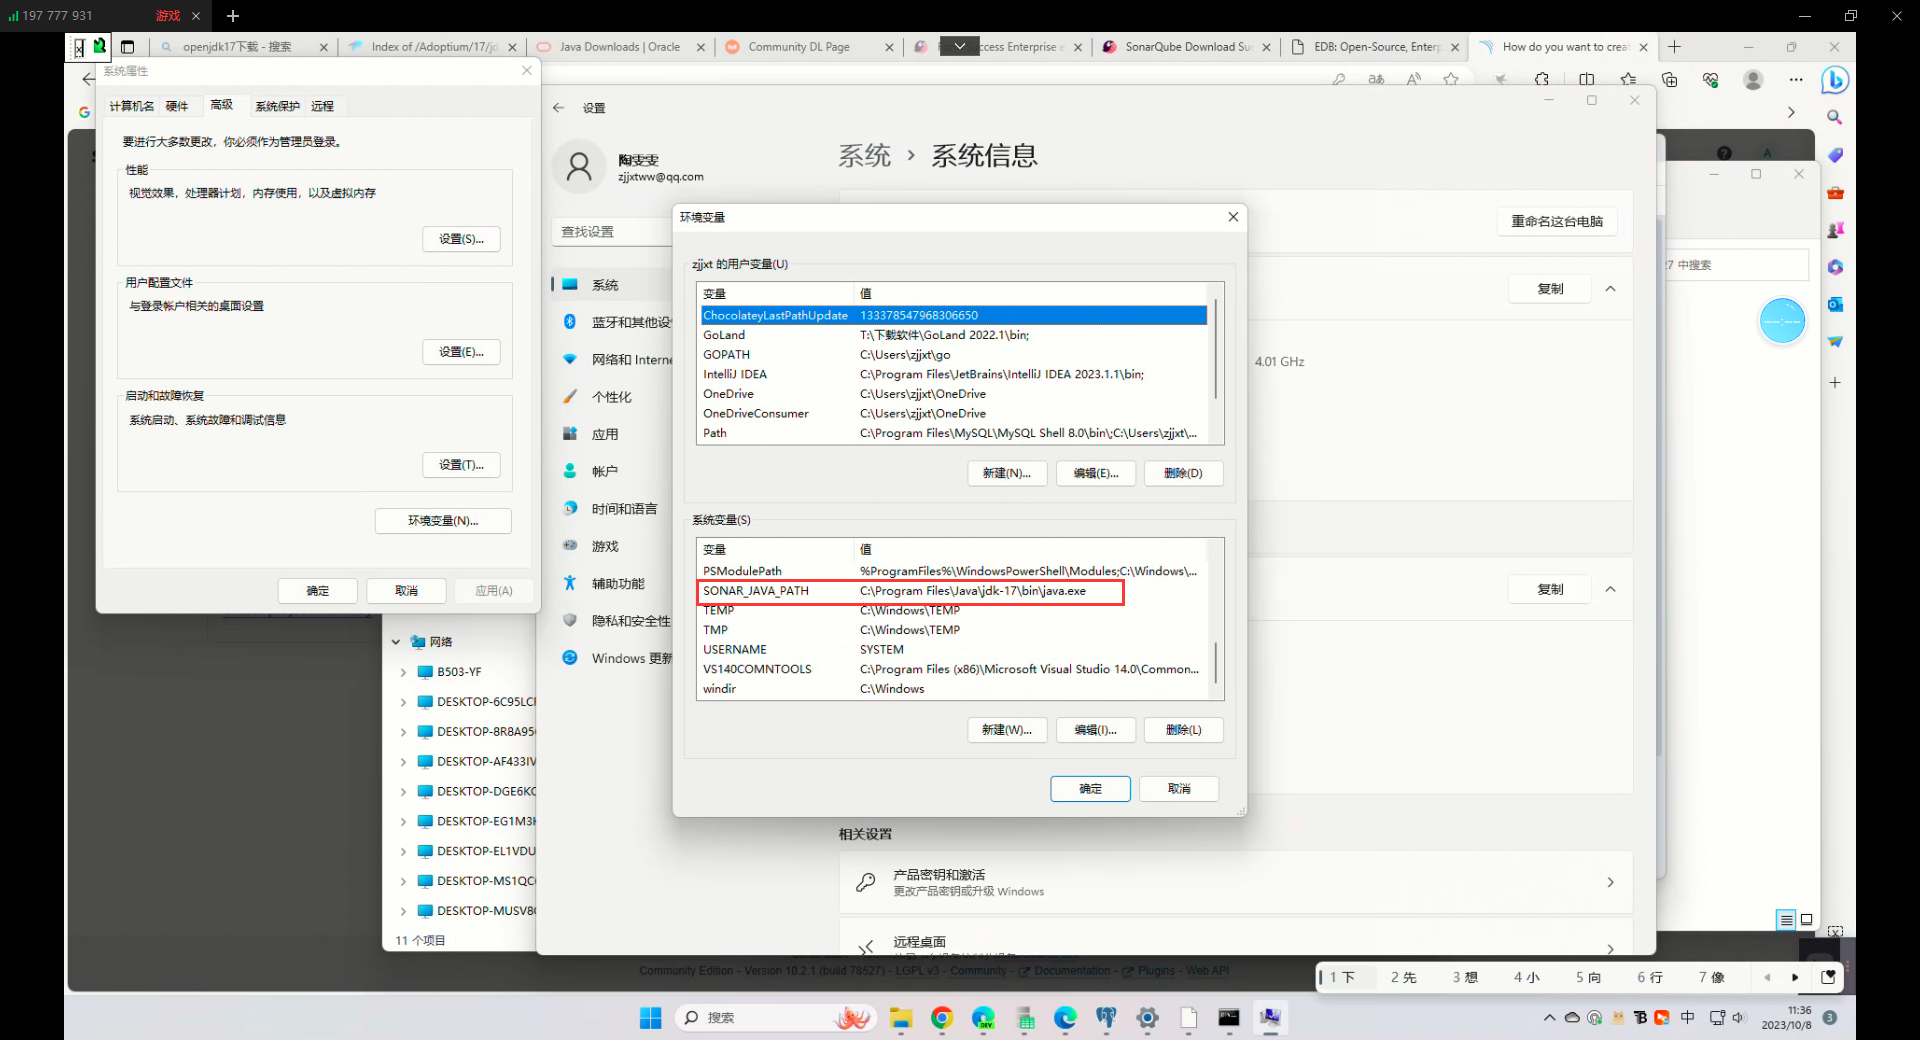 197 777 931
游戏
openjdk17下载 - 搜索
Index of /Adoptium/17/jd
Java Downloads | Oracle
Community DL Page
Success Enterprise e
SonarQube Download Su
EDB: Open-Source, Enterp
How do you want to crea
系统属性
计算机名
硬件
高级
系统保护
远程
要进行大多数更改，你必须作为管理员登录。
性能
视觉效果，处理器计划，内存使用，以及虚拟内存
设置(S)...
用户配置文件
与登录帐户相关的桌面设置
设置(E)...
启动和故障恢复
系统启动、系统故障和调试信息
设置(T)...
环境变量(N)...
确定
取消
应用(A)
网络
B503-YF
DESKTOP-6C95LCF
DESKTOP-8R8A95
DESKTOP-AF433IV
DESKTOP-DGE6KC
DESKTOP-EG1M3
DESKTOP-EL1VDU
DESKTOP-MS1QC
DESKTOP-MUSV8
11 个项目
设置
陶雯雯
zjjxtww@qq.com
查找设置
系统
蓝牙和其他设
网络和 Interne
个性化
应用
帐户
时间和语言
游戏
辅助功能
隐私和安全性
Windows 更新
系统 › 系统信息
重命名这台电脑
复制
4.01 GHz
复制
相关设置
产品密钥和激活
更改产品密钥或升级 Windows
远程桌面
环境变量
zjjxt 的用户变量(U)
变量 值
ChocolateyLastPathUpdate 133378547968306650
GoLand T:\下载软件\GoLand 2022.1\bin;
GOPATH C:\Users\zjjxt\go
IntelliJ IDEA C:\Program Files\JetBrains\IntelliJ IDEA 2023.1.1\bin;
OneDrive C:\Users\zjjxt\OneDrive
OneDriveConsumer C:\Users\zjjxt\OneDrive
Path C:\Program Files\MySQL\MySQL Shell 8.0\bin\;C:\Users\zjjxt\...
新建(N)...
编辑(E)...
删除(D)
系统变量(S)
变量 值
PSModulePath %ProgramFiles%\WindowsPowerShell\Modules;C:\Windows\...
SONAR_JAVA_PATH C:\Program Files\Java\jdk-17\bin\java.exe
TEMP C:\Windows\TEMP
TMP C:\Windows\TEMP
USERNAME SYSTEM
VS140COMNTOOLS C:\Program Files (x86)\Microsoft Visual Studio 14.0\Common...
windir C:\Windows
新建(W)...
编辑(I)...
删除(L)
确定
取消
中搜索
Community Edition - Version 10.2.1 (build 78527) - LGPL v3 - Community - Documentation - Plugins - Web API
1 下
2 先
3 想
4 小
5 向
6 行
7 像
搜索
DEV
中
11:36
2023/10/8
3